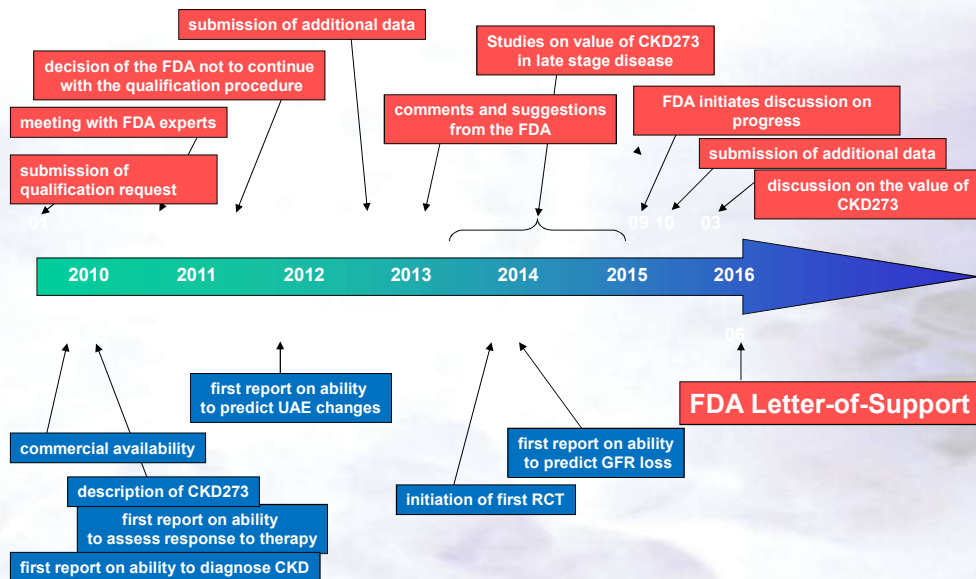 submission of additional data
Studies on value of CKD273
in late stage disease
decision of the FDA not to continue
with the qualification procedure
comments and suggestions
from the FDA
FDA initiates discussion on
progress
meeting with FDA experts
submission of additional data
submission of
qualification request
discussion on the value of
CKD273
01
09 10 03
2010 2011 2012 2013 2014 2015 2016
06
first report on ability
to predict UAE changes
FDA Letter-of-Support
commercial availability
first report on ability
to predict GFR loss
description of CKD273
initiation of first RCT
first report on ability
to assess response to therapy
first report on ability to diagnose CKD